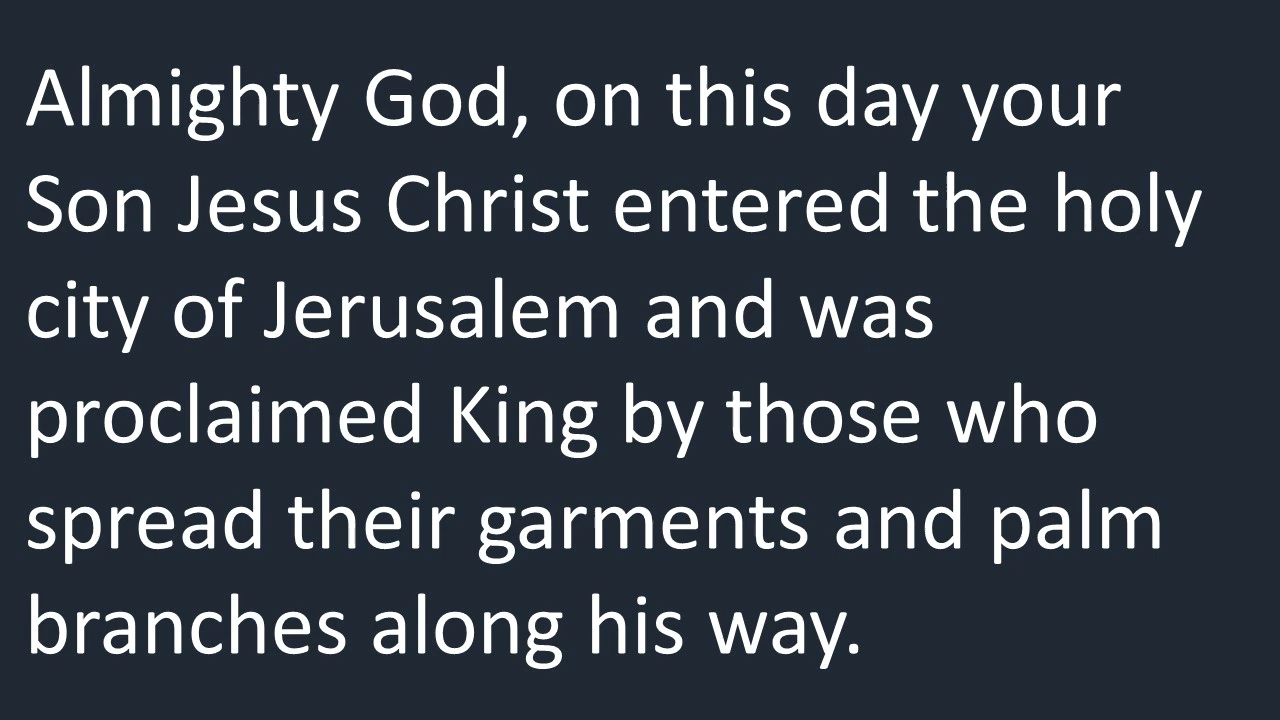 Almighty God, on this day your
Son Jesus Christ entered the holy
city of Jerusalem and was
proclaimed King by those who
spread their garments and palm
branches along his way.